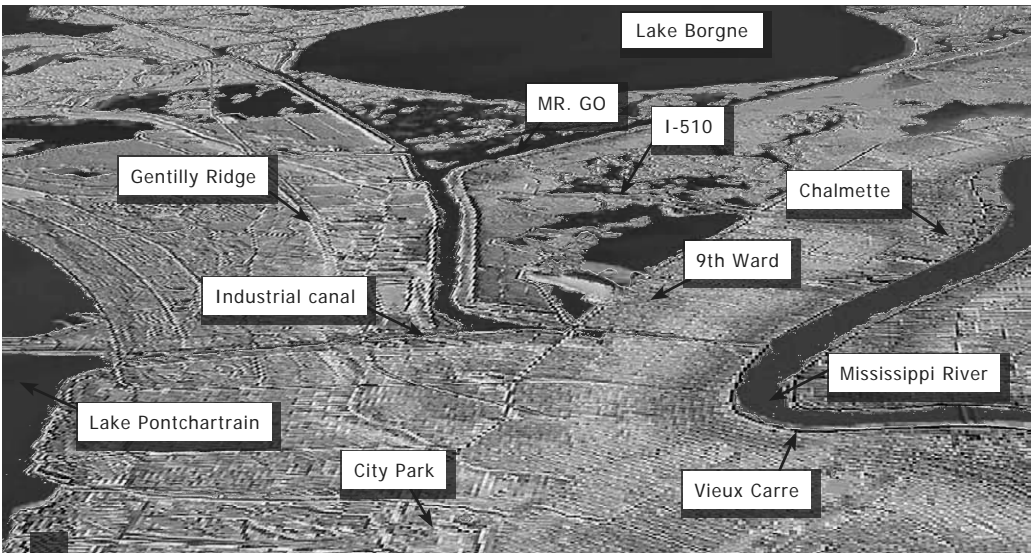 Lake Borgne
MR. GO
I-510
Gentilly Ridge
Chalmette
9th Ward
Industrial canal
Mississippi River
Lake Pontchartrain
City Park
Vieux Carre